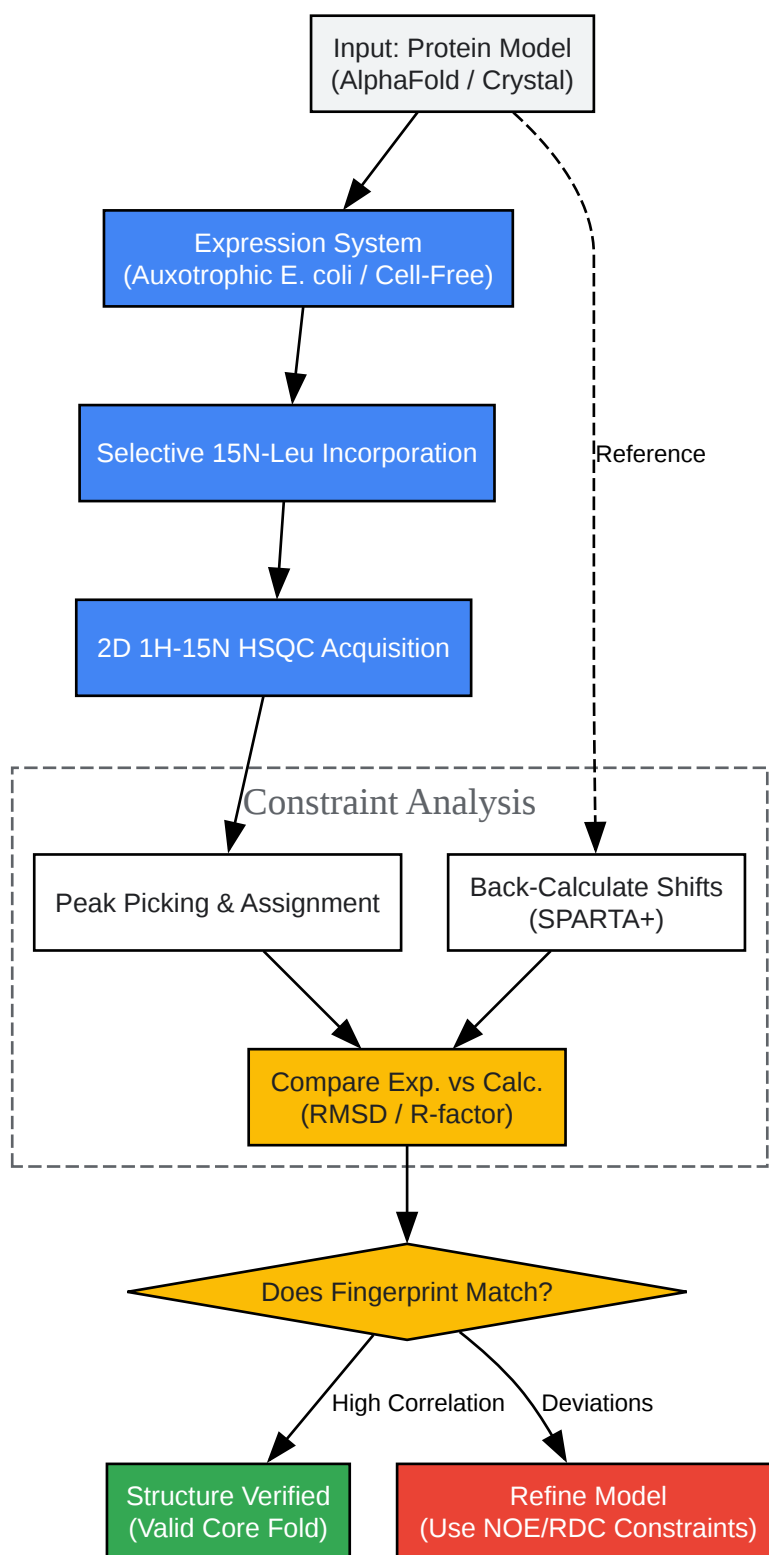 Input: Protein Model
(AlphaFold / Crystal)
Expression System
(Auxotrophic E. coli / Cell-Free)
Selective 15N-Leu Incorporation
Reference
2D 1H-15N HSQC Acquisition
Constraint Analysis
Peak Picking & Assignment
Back-Calculate Shifts
(SPARTA+)
Compare Exp. vs Calc.
(RMSD / R-factor)
Does Fingerprint Match?
High Correlation
Deviations
Structure Verified
(Valid Core Fold)
Refine Model
(Use NOE/RDC Constraints)